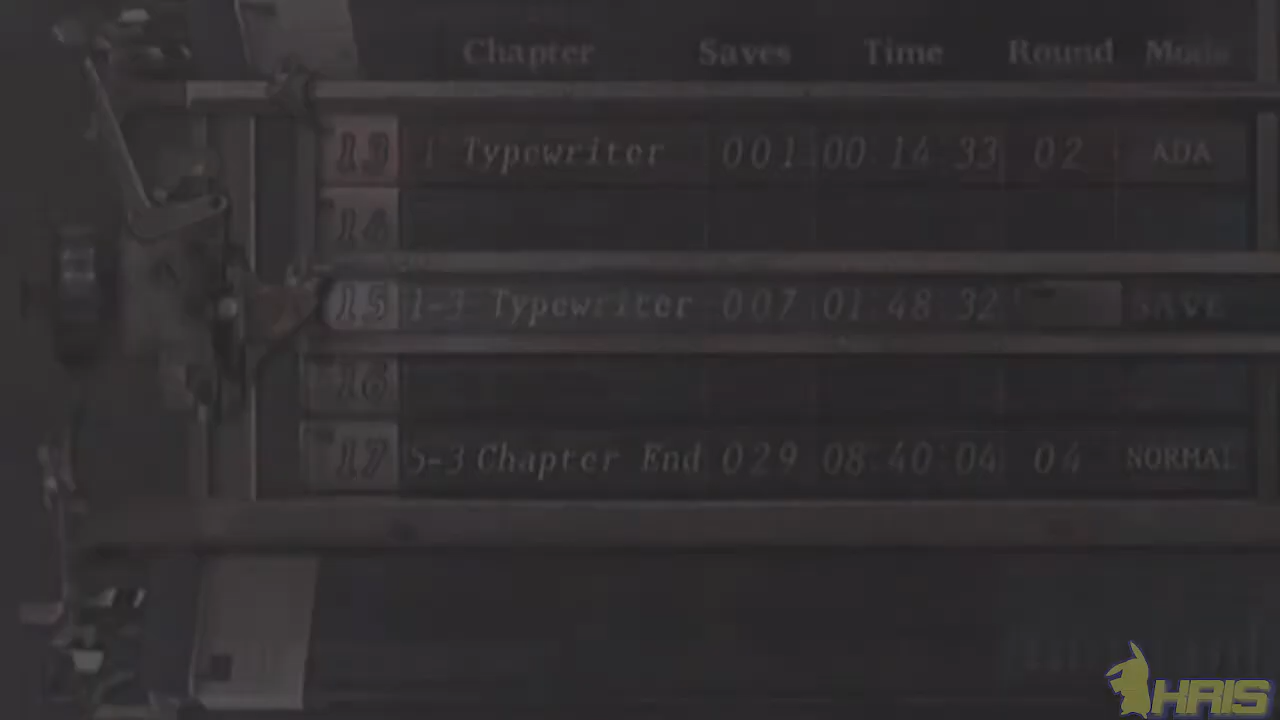 Chapter Saves Time Round Mode
13 1 Typewriter 001 00 14 33 02 ADA
14
15 1-3 Typewriter 007 01 48 32 SAVE
16
17 5-3 Chapter End 029 08 40 04 04 NORMAL
HRIS